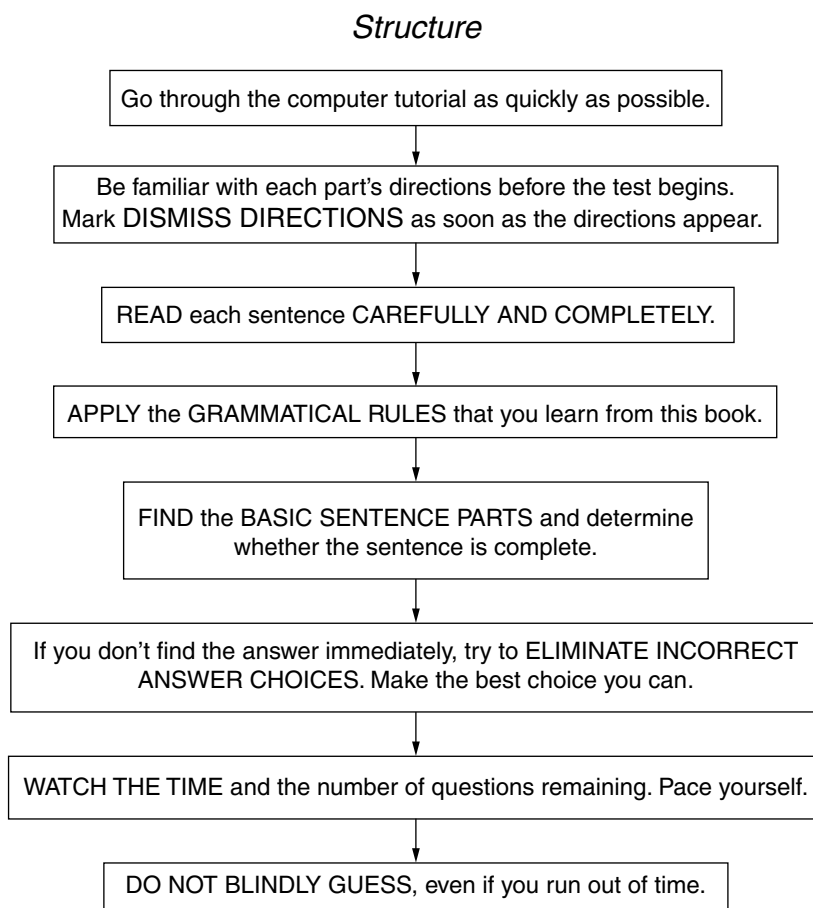 Structure
Go through the computer tutorial as quickly as possible.
Be familiar with each part’s directions before the test begins.
Mark DISMISS DIRECTIONS as soon as the directions appear.
READ each sentence CAREFULLY AND COMPLETELY.
APPLY the GRAMMATICAL RULES that you learn from this book.
FIND the BASIC SENTENCE PARTS and determine
whether the sentence is complete.
If you don’t find the answer immediately, try to ELIMINATE INCORRECT
ANSWER CHOICES. Make the best choice you can.
WATCH THE TIME and the number of questions remaining. Pace yourself.
DO NOT BLINDLY GUESS, even if you run out of time.